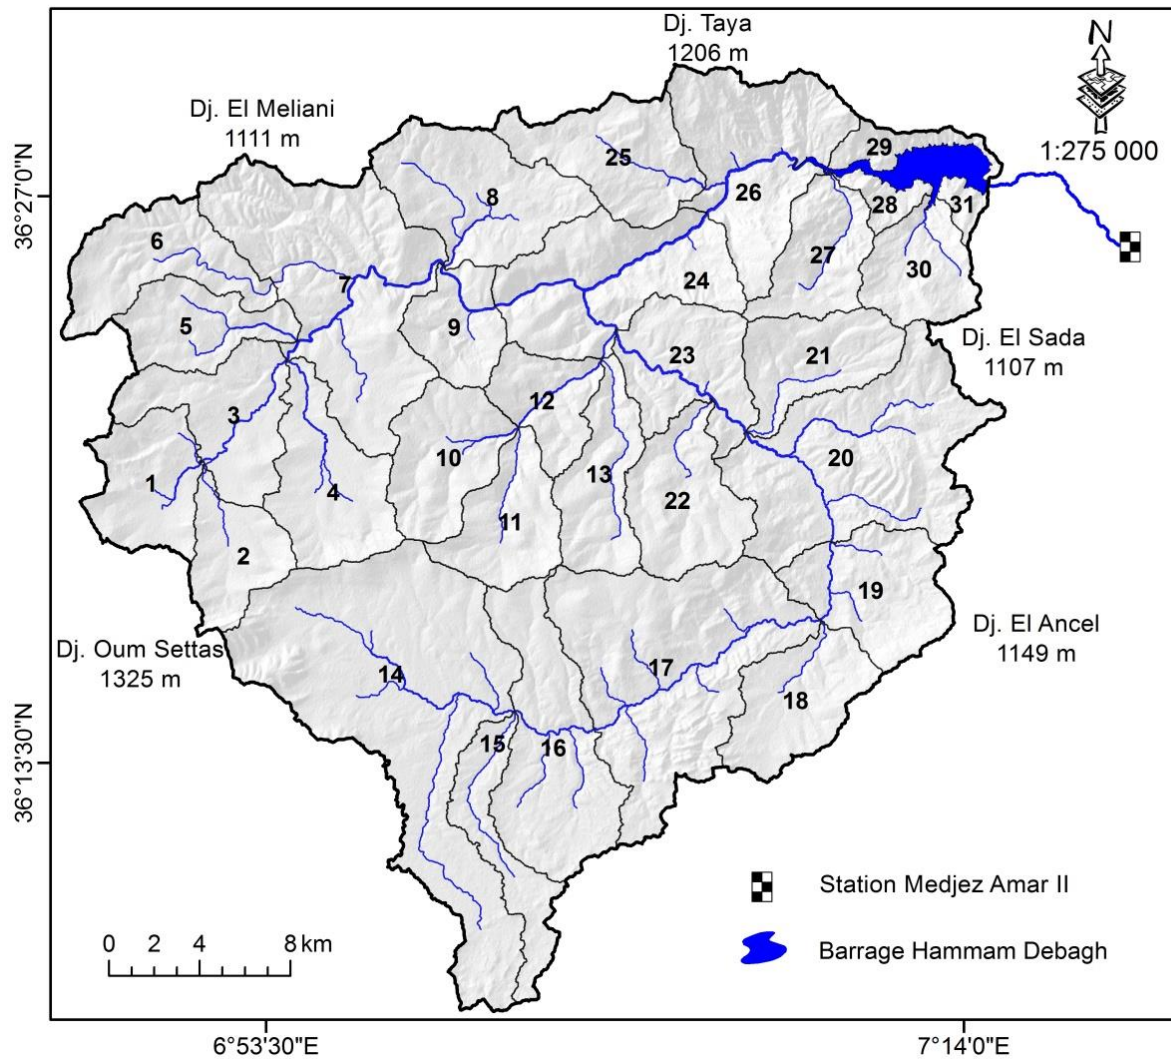 Dj. Taya
1206 m
N
Dj. El Meliani
1111 m
1:275 000
36°27'0"N
29
25
26
8
28
31
6
27
30
7
24
5
9
23
21
Dj. El Sada
1107 m
12
3
10
13
20
1
4
22
11
2
19
Dj. Oum Settas
1325 m
14
17
18
Dj. El Ancel
1149 m
15
16
36°13'30"N
Station Medjez Amar II
0 2 4 8 km
Barrage Hammam Debagh
6°53'30"E
7°14'0"E